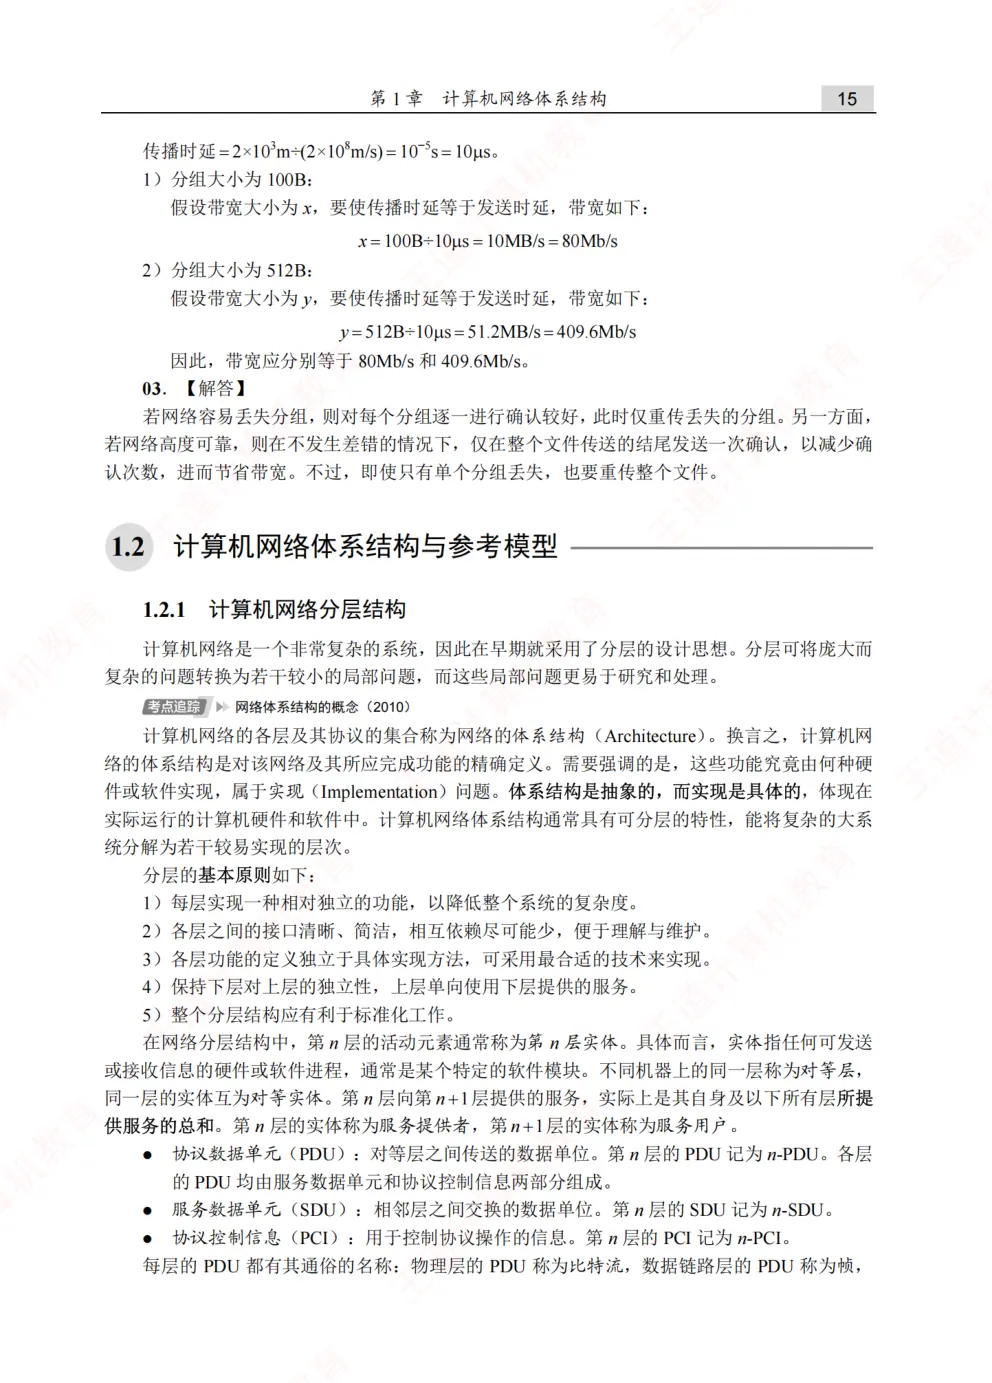 第 1 章 计算机网络体系结构 15
传播时延=2×10³m÷(2×10⁸m/s)=10⁻⁵s=10μs。
1)分组大小为 100B:
假设带宽大小为 x,要使传播时延等于发送时延,带宽如下:
x=100B÷10μs=10MB/s=80Mb/s
2)分组大小为 512B:
假设带宽大小为 y,要使传播时延等于发送时延,带宽如下:
y=512B÷10μs=51.2MB/s=409.6Mb/s
因此,带宽应分别等于 80Mb/s 和 409.6Mb/s。
03.【解答】
若网络容易丢失分组,则对每个分组逐一进行确认较好,此时仅重传丢失的分组。另一方面,
若网络高度可靠,则在不发生差错的情况下,仅在整个文件传送的结尾发送一次确认,以减少确
认次数,进而节省带宽。不过,即使只有单个分组丢失,也要重传整个文件。
1.2 计算机网络体系结构与参考模型
1.2.1 计算机网络分层结构
计算机网络是一个非常复杂的系统,因此在早期就采用了分层的设计思想。分层可将庞大而
复杂的问题转换为若干较小的局部问题,而这些局部问题更易于研究和处理。
考点追踪 网络体系结构的概念(2010)
计算机网络的各层及其协议的集合称为网络的体系结构(Architecture)。换言之,计算机网
络的体系结构是对该网络及其所应完成功能的精确定义。需要强调的是,这些功能究竟由何种硬
件或软件实现,属于实现(Implementation)问题。体系结构是抽象的,而实现是具体的,体现在
实际运行的计算机硬件和软件中。计算机网络体系结构通常具有可分层的特性,能将复杂的大系
统分解为若干较易实现的层次。
分层的基本原则如下:
1)每层实现一种相对独立的功能,以降低整个系统的复杂度。
2)各层之间的接口清晰、简洁,相互依赖尽可能少,便于理解与维护。
3)各层功能的定义独立于具体实现方法,可采用最合适的技术来实现。
4)保持下层对上层的独立性,上层单向使用下层提供的服务。
5)整个分层结构应有利于标准化工作。
在网络分层结构中,第 n 层的活动元素通常称为第 n 层实体。具体而言,实体指任何可发送
或接收信息的硬件或软件进程,通常是某个特定的软件模块。不同机器上的同一层称为对等层,
同一层的实体互为对等实体。第 n 层向第 n+1层提供的服务,实际上是其自身及以下所有层所提
供服务的总和。第 n 层的实体称为服务提供者,第 n+1层的实体称为服务用户。
● 协议数据单元(PDU):对等层之间传送的数据单位。第 n 层的 PDU 记为 n-PDU。各层
的 PDU 均由服务数据单元和协议控制信息两部分组成。
● 服务数据单元(SDU):相邻层之间交换的数据单位。第 n 层的 SDU 记为 n-SDU。
● 协议控制信息(PCI):用于控制协议操作的信息。第 n 层的 PCI 记为 n-PCI。
每层的 PDU 都有其通俗的名称:物理层的 PDU 称为比特流,数据链路层的 PDU 称为帧,